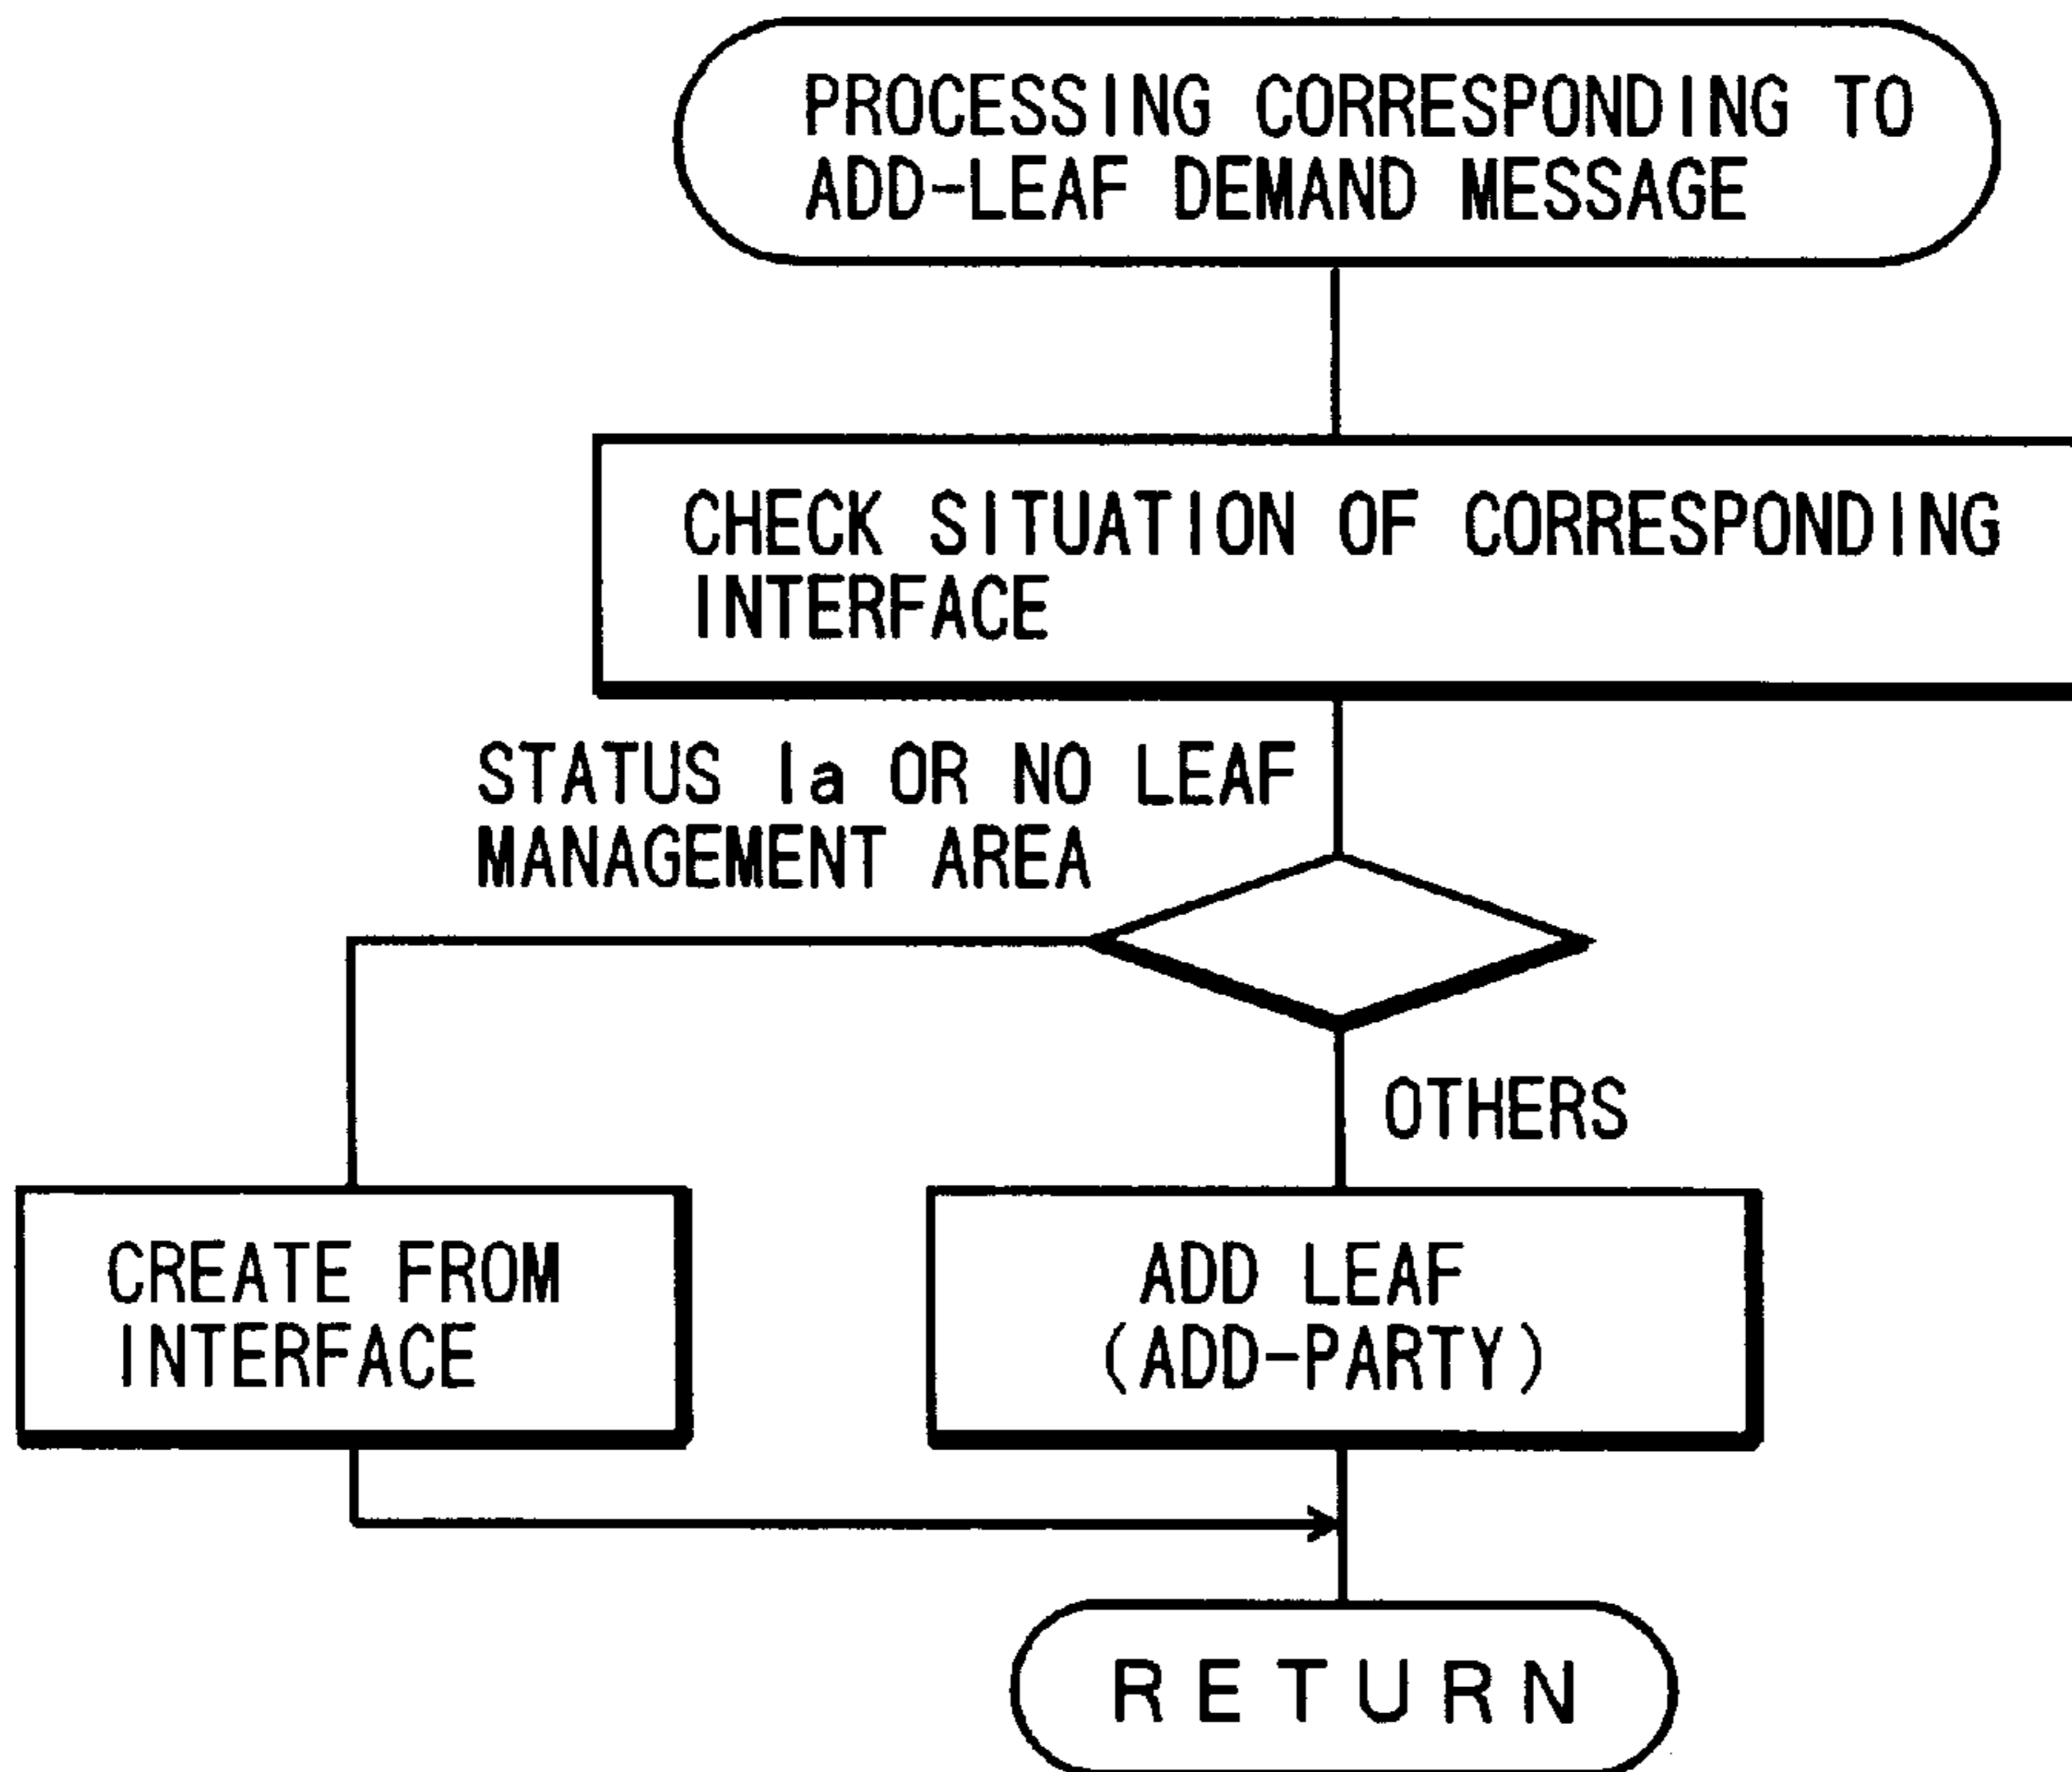 PROCESSING CORRESPONDING TO
ADD-LEAF DEMAND MESSAGE
CHECK SITUATION OF CORRESPONDING
INTERFACE
STATUS Ia OR NO LEAF
MANAGEMENT AREA
OTHERS
CREATE FROM
INTERFACE
ADD LEAF
(ADD-PARTY)
RETURN